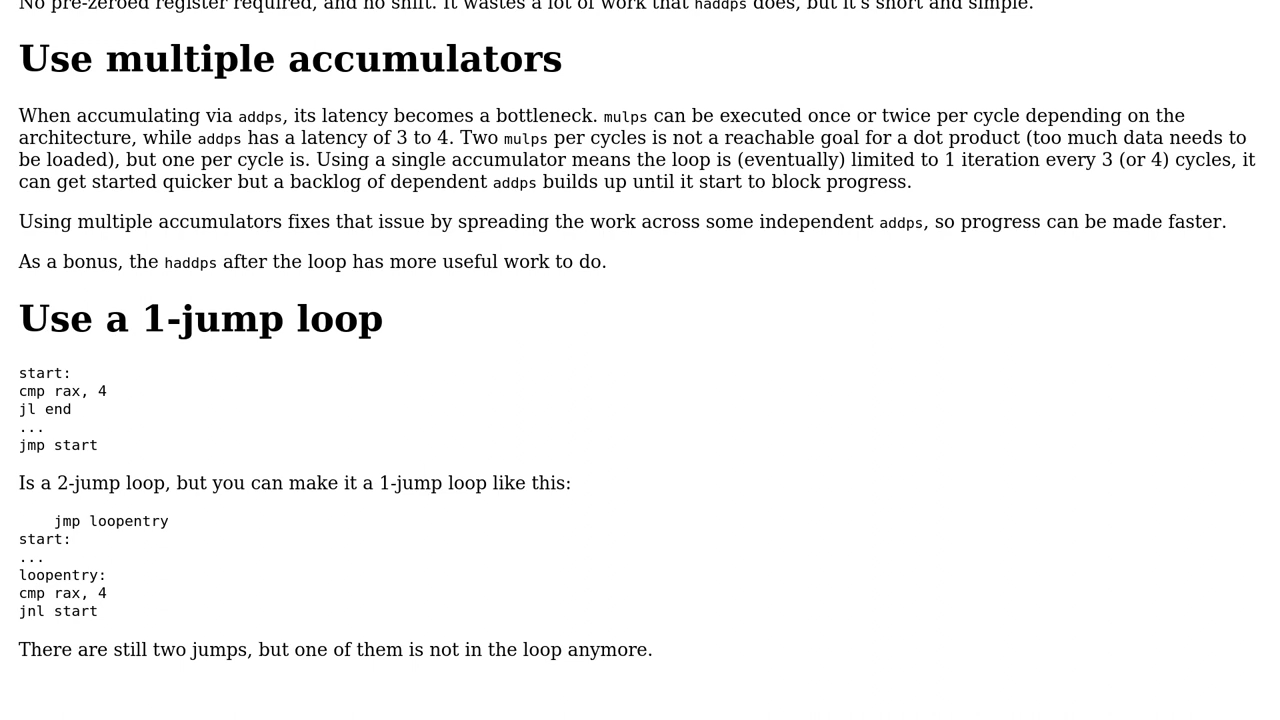 No pre-zeroed register required, and no shift. It wastes a lot of work that haddps does, but it's short and simple.
Use multiple accumulators
When accumulating via addps, its latency becomes a bottleneck. mulps can be executed once or twice per cycle depending on the
architecture, while addps has a latency of 3 to 4. Two mulps per cycles is not a reachable goal for a dot product (too much data needs to
be loaded), but one per cycle is. Using a single accumulator means the loop is (eventually) limited to 1 iteration every 3 (or 4) cycles, it
can get started quicker but a backlog of dependent addps builds up until it start to block progress.
Using multiple accumulators fixes that issue by spreading the work across some independent addps, so progress can be made faster.
As a bonus, the haddps after the loop has more useful work to do.
Use a 1-jump loop
start:
cmp rax, 4
jl end
...
jmp start
Is a 2-jump loop, but you can make it a 1-jump loop like this:
    jmp loopentry
start:
...
loopentry:
cmp rax, 4
jnl start
There are still two jumps, but one of them is not in the loop anymore.